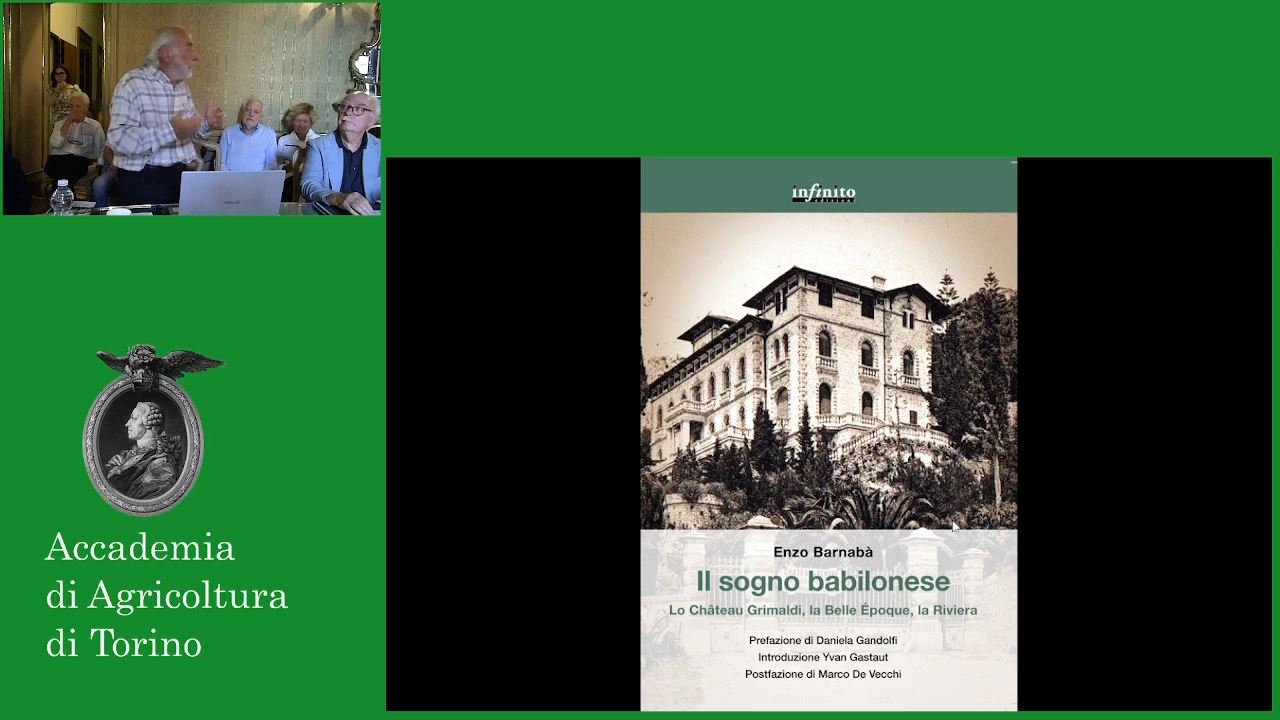 infinito
edizioni
Enzo Barnabà
Il sogno babilonese
Lo Château Grimaldi, la Belle Époque, la Riviera
Prefazione di Daniela Gandolfi
Introduzione Yvan Gastaut
Postfazione di Marco De Vecchi
Accademia
di Agricoltura
di Torino